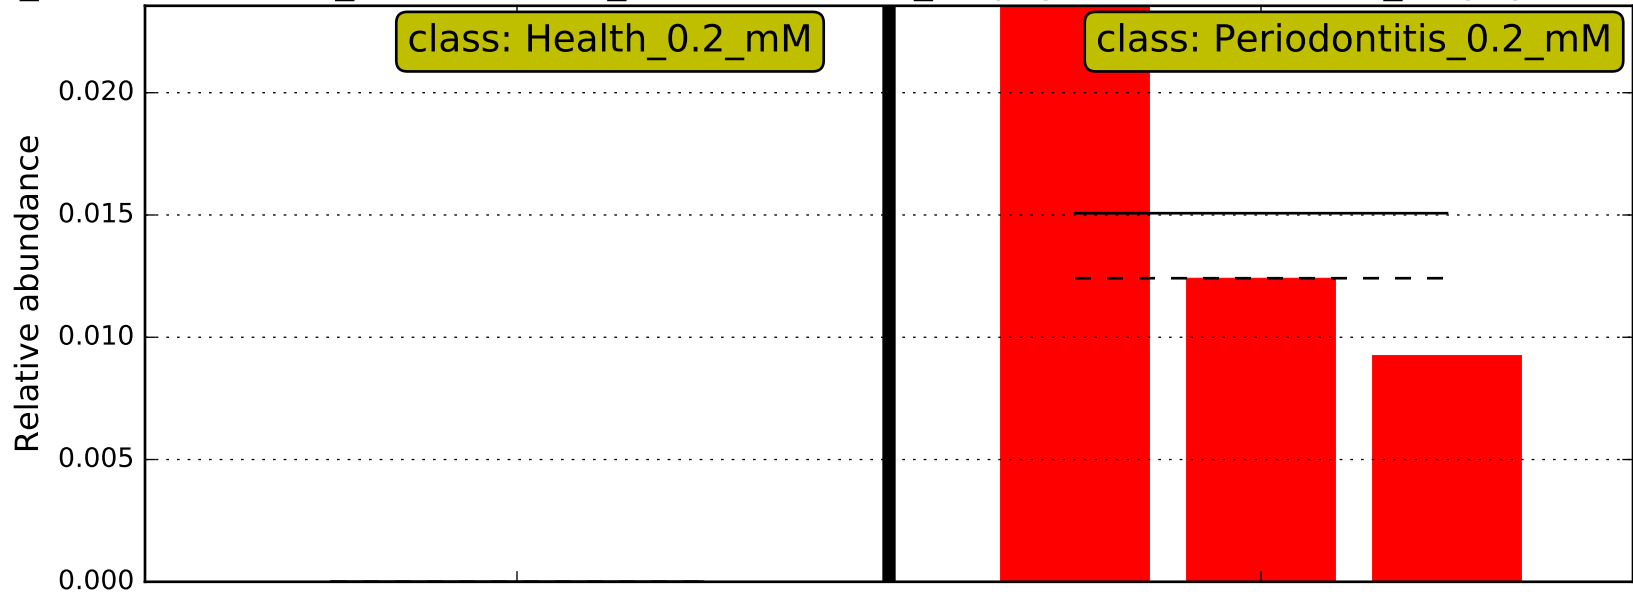 class: Health_0.2_mM
class: Periodontitis_0.2_mM
0.020
0.015
0.010
0.005
0.000
Relative abundance